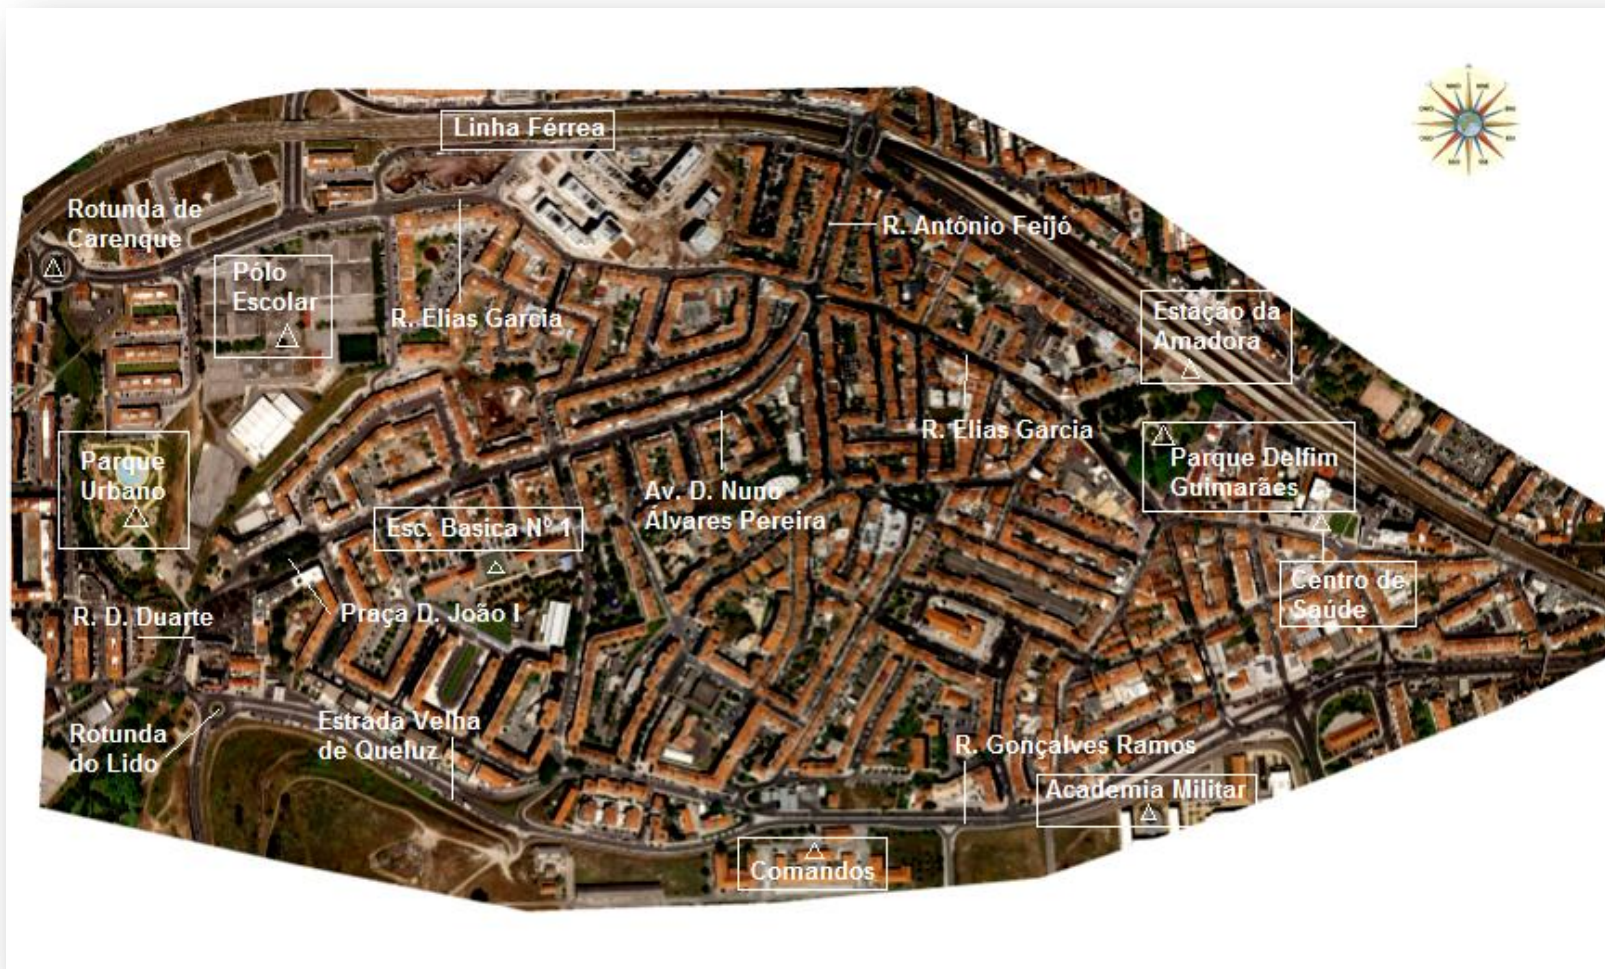 Linha Férrea
Rotunda de
Carenque
R. António Feijó
Pólo
Escolar
R. Elias Garcia
Estação da
Amadora
R. Elias Garcia
Parque Delfim
Guimarães
Parque
Urbano
Av. D. Nuno
Álvares Pereira
Esc. Basica Nº 1
Centro de
Saúde
R. D. Duarte
Praça D. João I
Rotunda
do Lido
Estrada Velha
de Queluz
R. Gonçalves Ramos
Academia Militar
Comandos